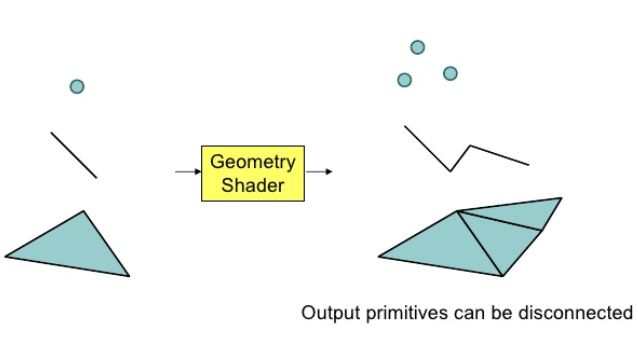 Geometry
Shader
Output primitives can be disconnected